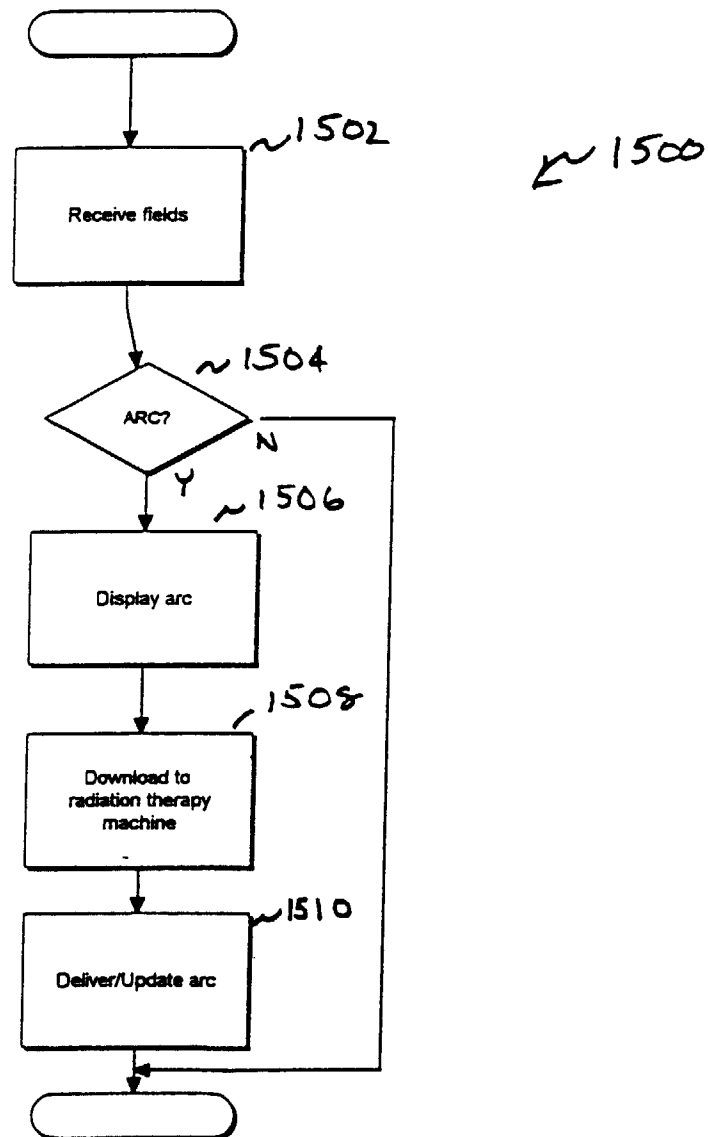 1502
1500
Receive fields
1504
ARC?
N
Y
1506
Display arc
1508
Download to
radiation therapy
machine
1510
Deliver/Update arc